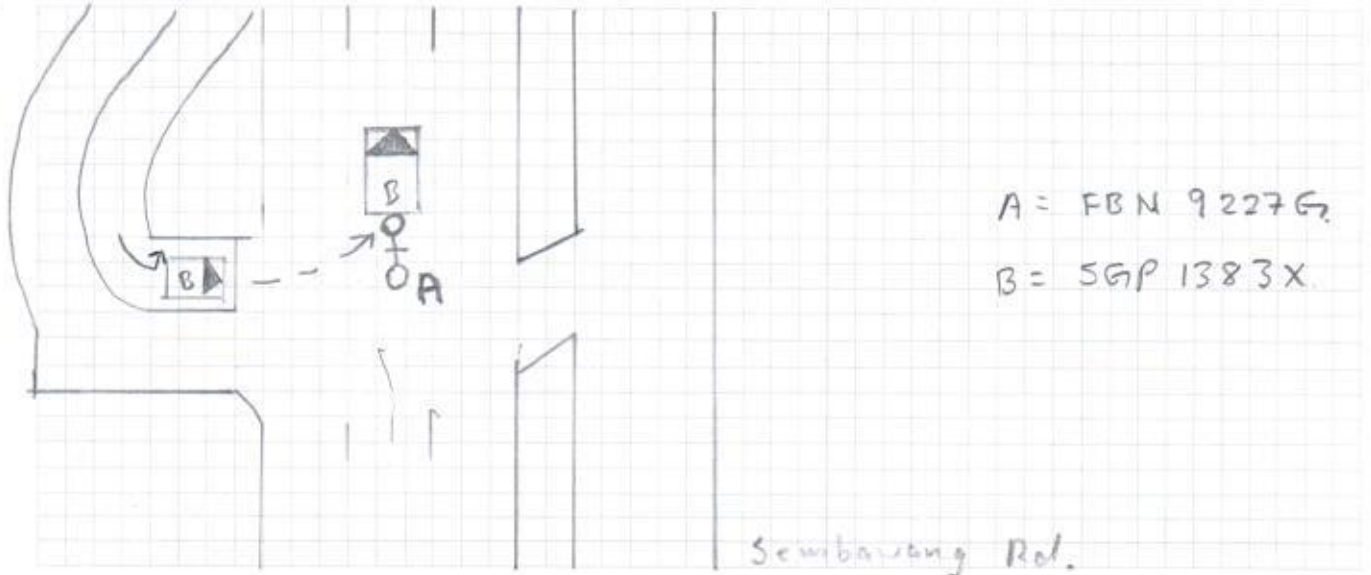 B
B
A
A = FBN 9227G.
B = SGP 1383X.
Sembawang Rd.